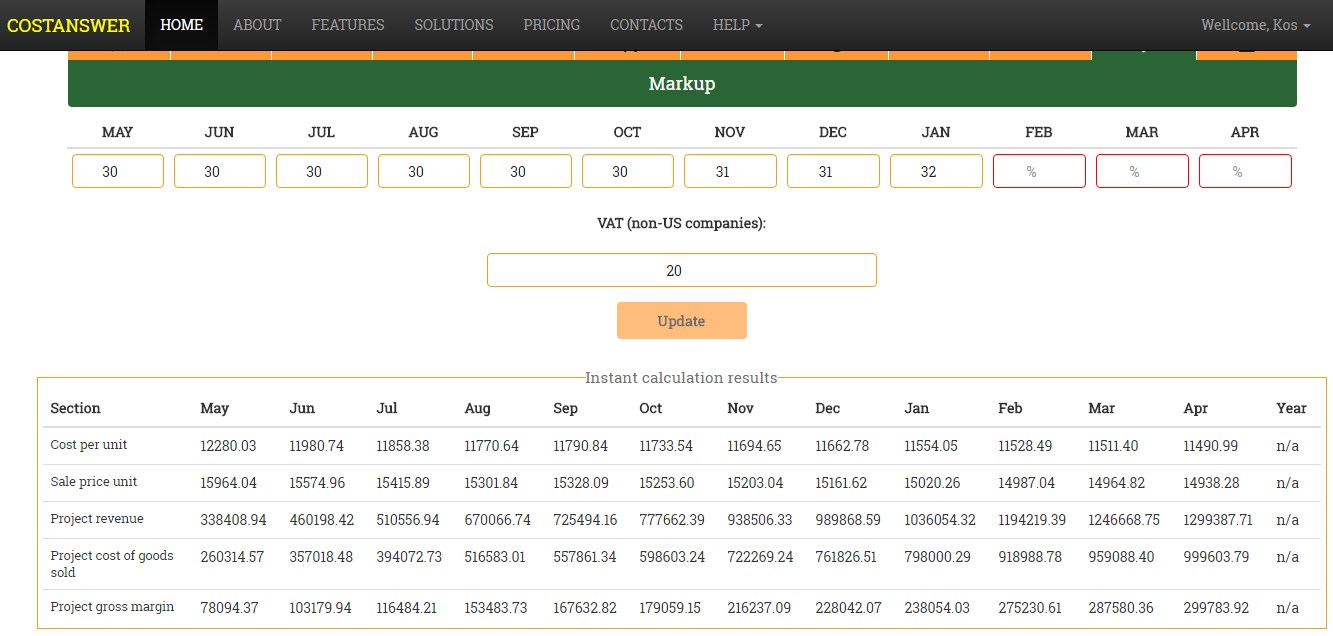 COSTANSWER HOME ABOUT FEATURES SOLUTIONS PRICING CONTACTS HELP Wellcome, Kos
Markup
MAY JUN JUL AUG SEP OCT NOV DEC JAN FEB MAR APR
30 30 30 30 30 30 31 31 32 % % %
VAT (non-US companies):
20
Update
Instant calculation results
Section May Jun Jul Aug Sep Oct Nov Dec Jan Feb Mar Apr Year
Cost per unit 12280.03 11980.74 11858.38 11770.64 11790.84 11733.54 11694.65 11662.78 11554.05 11528.49 11511.40 11490.99 n/a
Sale price unit 15964.04 15574.96 15415.89 15301.84 15328.09 15253.60 15203.04 15161.62 15020.26 14987.04 14964.82 14938.28 n/a
Project revenue 338408.94 460198.42 510556.94 670066.74 725494.16 777662.39 938506.33 989868.59 1036054.32 1194219.39 1246668.75 1299387.71 n/a
Project cost of goods 260314.57 357018.48 394072.73 516583.01 557861.34 598603.24 722269.24 761826.51 798000.29 918988.78 959088.40 999603.79 n/a
sold
Project gross margin 78094.37 103179.94 116484.21 153483.73 167632.82 179059.15 216237.09 228042.07 238054.03 275230.61 287580.36 299783.92 n/a